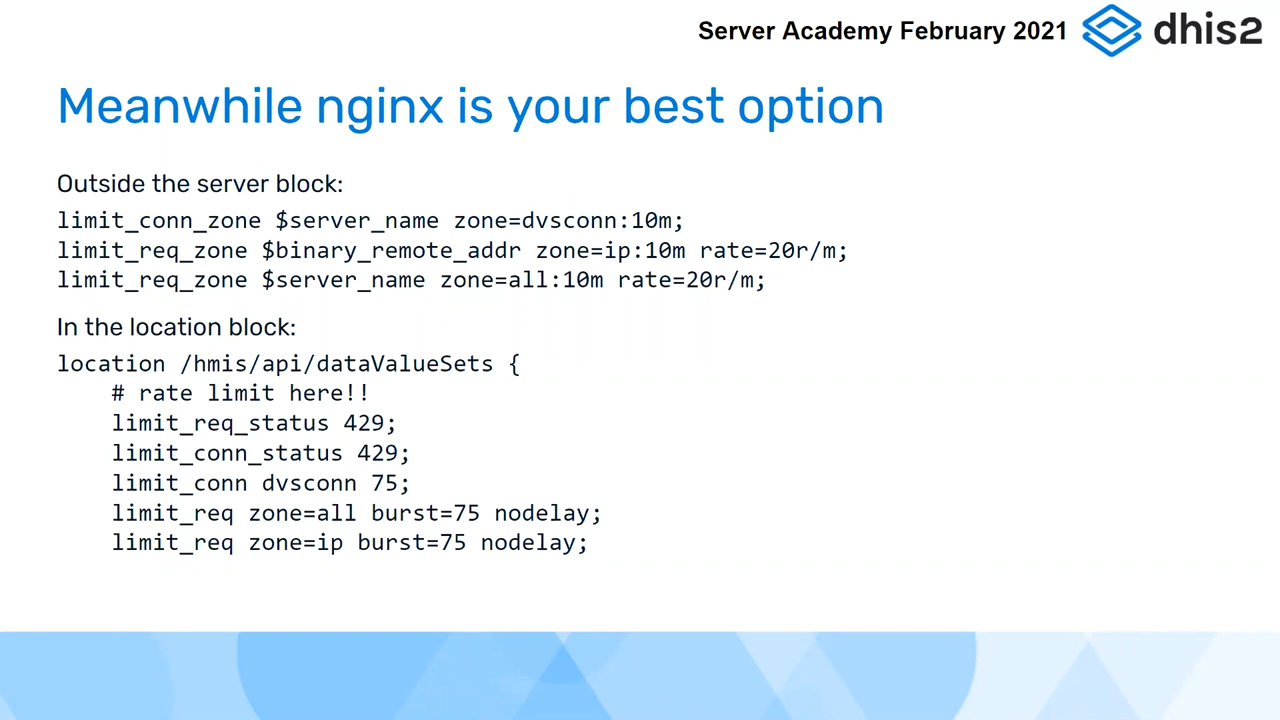 Server Academy February 2021 dhis2
Meanwhile nginx is your best option
Outside the server block:
limit_conn_zone $server_name zone=dvsconn:10m;
limit_req_zone $binary_remote_addr zone=ip:10m rate=20r/m;
limit_req_zone $server_name zone=all:10m rate=20r/m;
In the location block:
location /hmis/api/dataValueSets {
# rate limit here!!
limit_req_status 429;
limit_conn_status 429;
limit_conn dvsconn 75;
limit_req zone=all burst=75 nodelay;
limit_req zone=ip burst=75 nodelay;